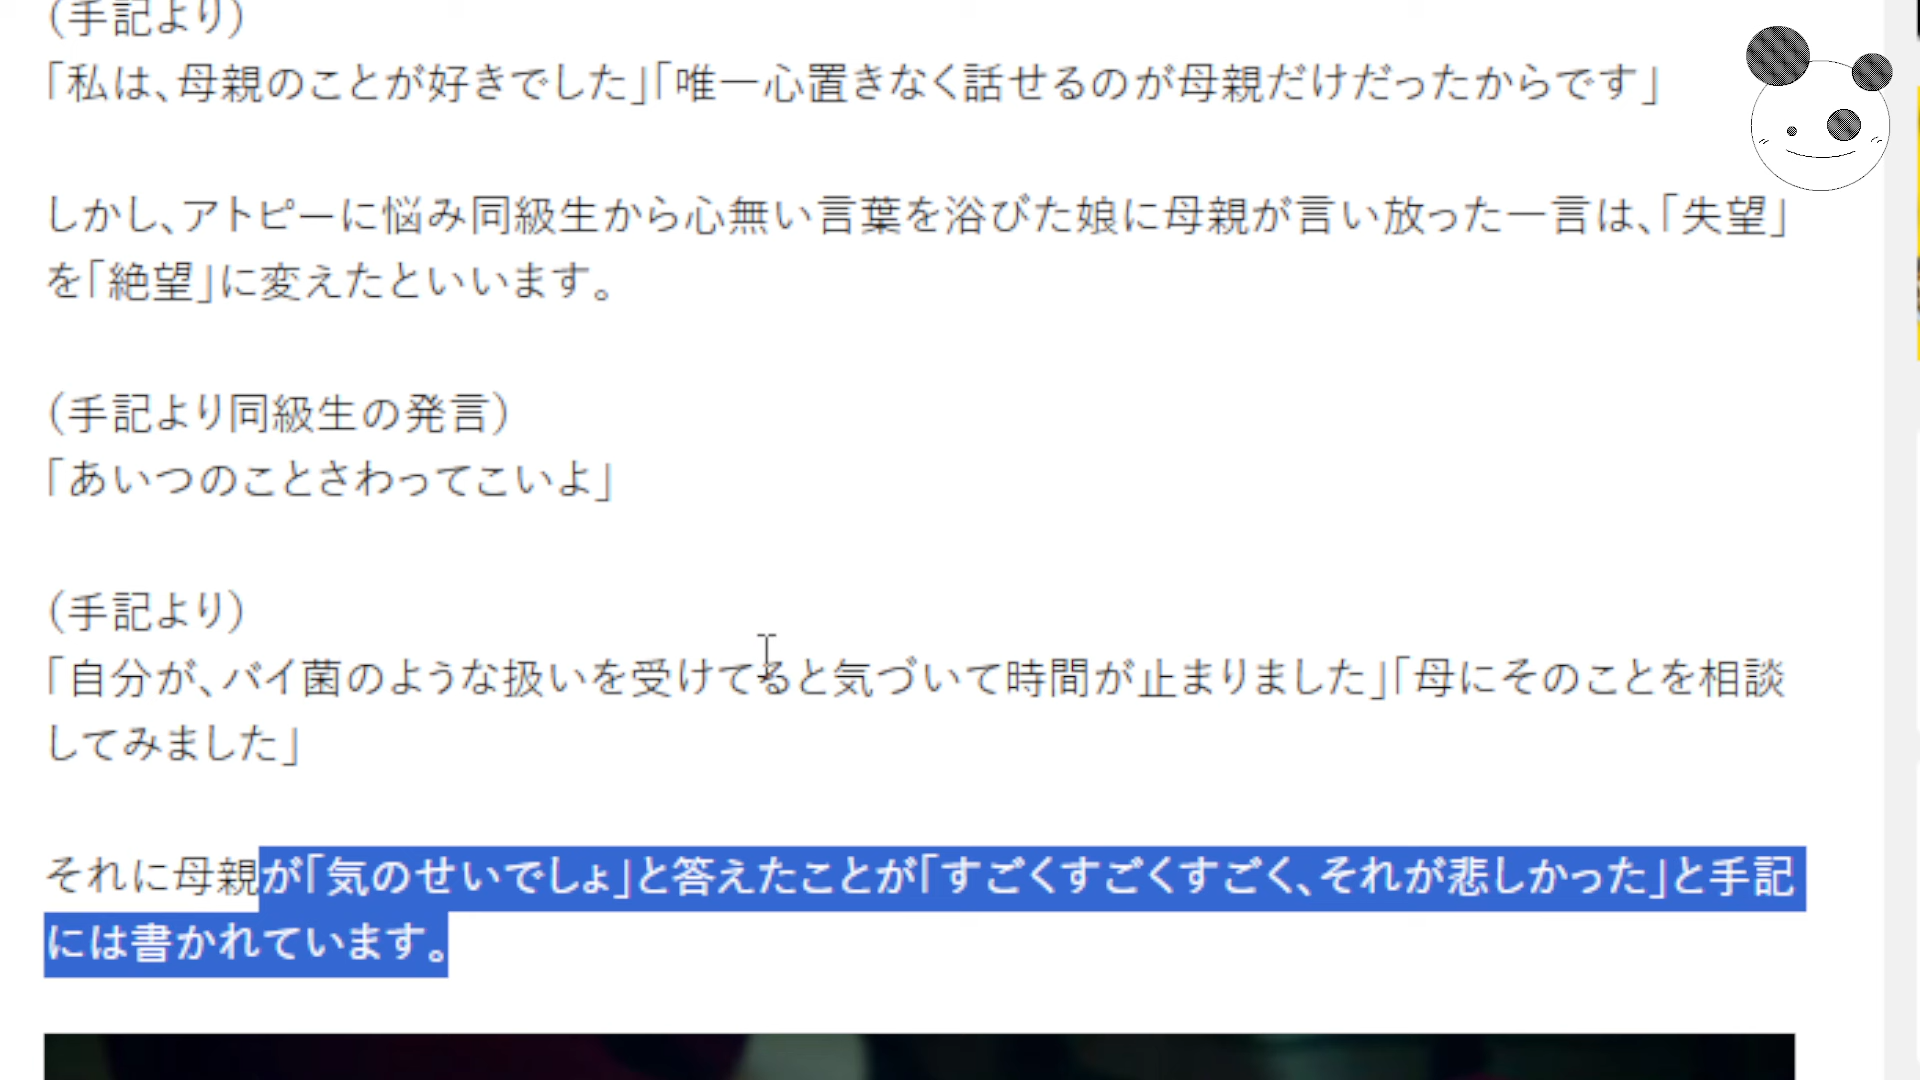 (手記より)
「私は、母親のことが好きでした」「唯一心置きなく話せるのが母親だけだったからです」
しかし、アトピーに悩み同級生から心無い言葉を浴びた娘に母親が言い放った一言は、「失望」
を「絶望」に変えたといいます。
(手記より同級生の発言)
「あいつのことさわってこいよ」
(手記より)
「自分が、バイ菌のような扱いを受けてると気づいて時間が止まりました」「母にそのことを相談
してみました」
それに母親が「気のせいでしょ」と答えたことが「すごくすごくすごく、それが悲しかった」と手記
には書かれています。